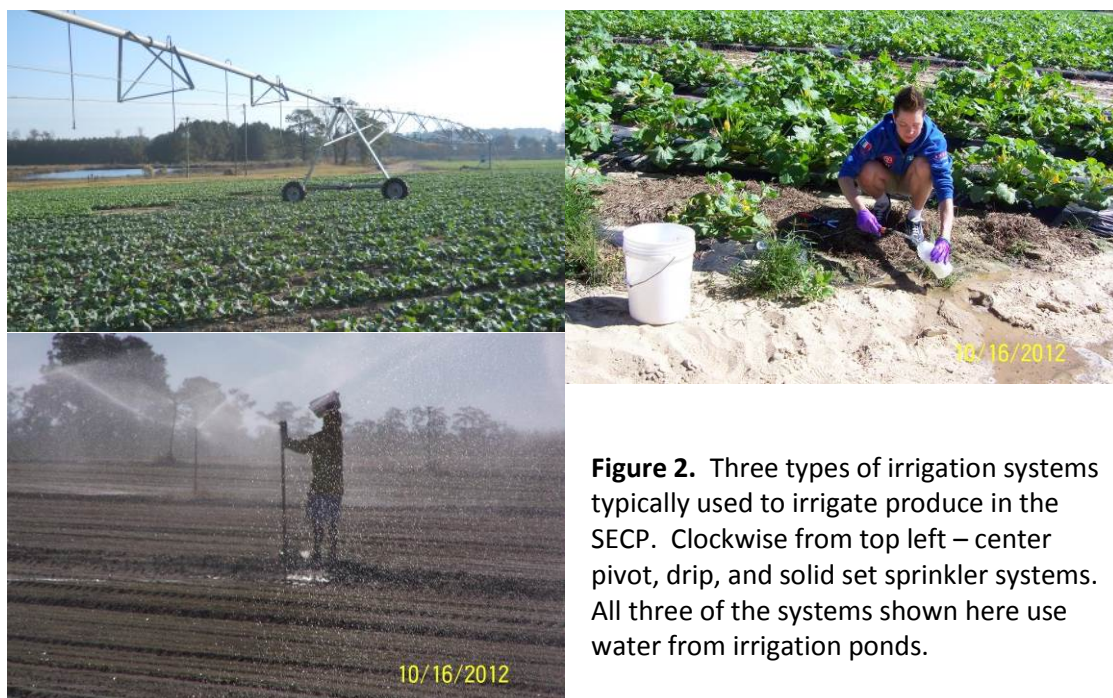 10/16/2012
10/16/2012
Figure 2. Three types of irrigation systems
typically used to irrigate produce in the
SECP. Clockwise from top left – center
pivot, drip, and solid set sprinkler systems.
All three of the systems shown here use
water from irrigation ponds.